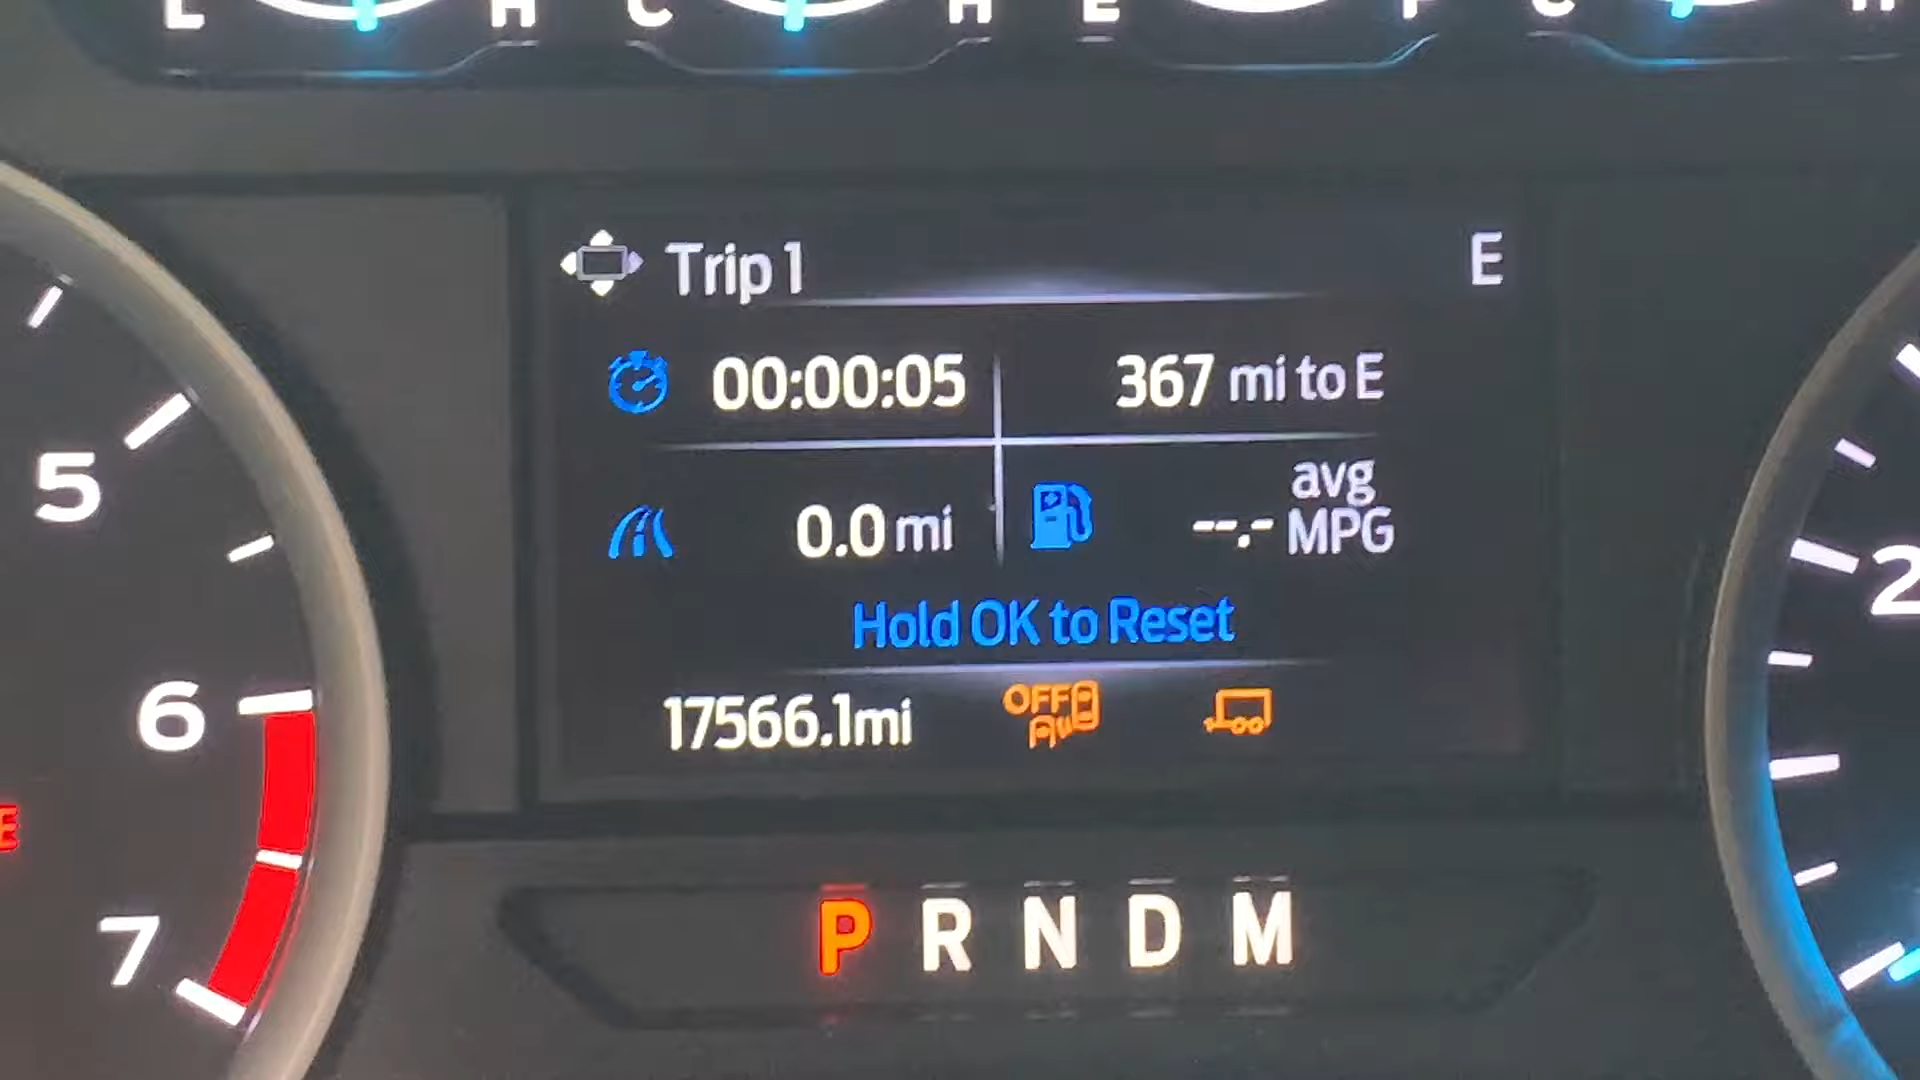 L H C H E F C H
Trip 1 E
00:00:05 367 mi to E
avg
0.0 mi --.- MPG
Hold OK to Reset
17566.1mi OFF
P R N D M
5
6
7
E
2